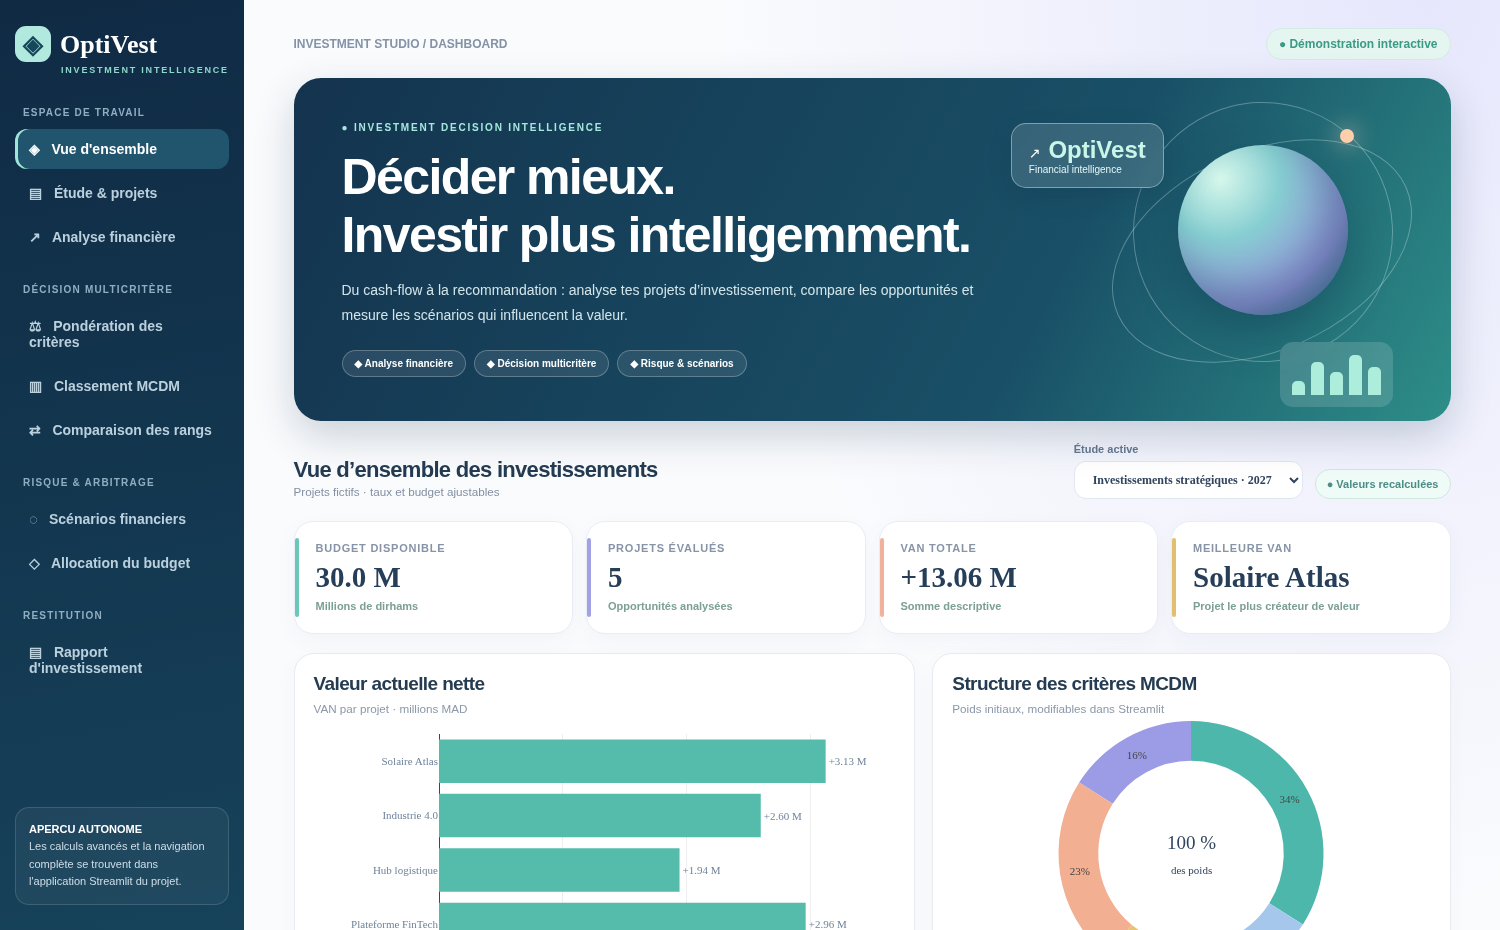 OptiVest
INVESTMENT INTELLIGENCE
ESPACE DE TRAVAIL
Vue d'ensemble
Étude & projets
Analyse financière
DÉCISION MULTICRITÈRE
Pondération des
critères
Classement MCDM
Comparaison des rangs
RISQUE & ARBITRAGE
Scénarios financiers
Allocation du budget
RESTITUTION
Rapport
d'investissement
APERCU AUTONOME
Les calculs avancés et la navigation
complète se trouvent dans
l'application Streamlit du projet.
INVESTMENT STUDIO / DASHBOARD
● Démonstration interactive
● INVESTMENT DECISION INTELLIGENCE
Décider mieux.
Investir plus intelligemment.
Du cash-flow à la recommandation : analyse tes projets d’investissement, compare les opportunités et
mesure les scénarios qui influencent la valeur.
◆ Analyse financière
◆ Décision multicritère
◆ Risque & scénarios
↗ OptiVest
Financial intelligence
Vue d’ensemble des investissements
Projets fictifs · taux et budget ajustables
Étude active
Investissements stratégiques · 2027
● Valeurs recalculées
BUDGET DISPONIBLE
30.0 M
Millions de dirhams
PROJETS ÉVALUÉS
5
Opportunités analysées
VAN TOTALE
+13.06 M
Somme descriptive
MEILLEURE VAN
Solaire Atlas
Projet le plus créateur de valeur
Valeur actuelle nette
VAN par projet · millions MAD
Solaire Atlas
+3.13 M
Industrie 4.0
+2.60 M
Hub logistique
+1.94 M
Plateforme FinTech
+2.96 M
Structure des critères MCDM
Poids initiaux, modifiables dans Streamlit
16%
34%
23%
100 %
des poids